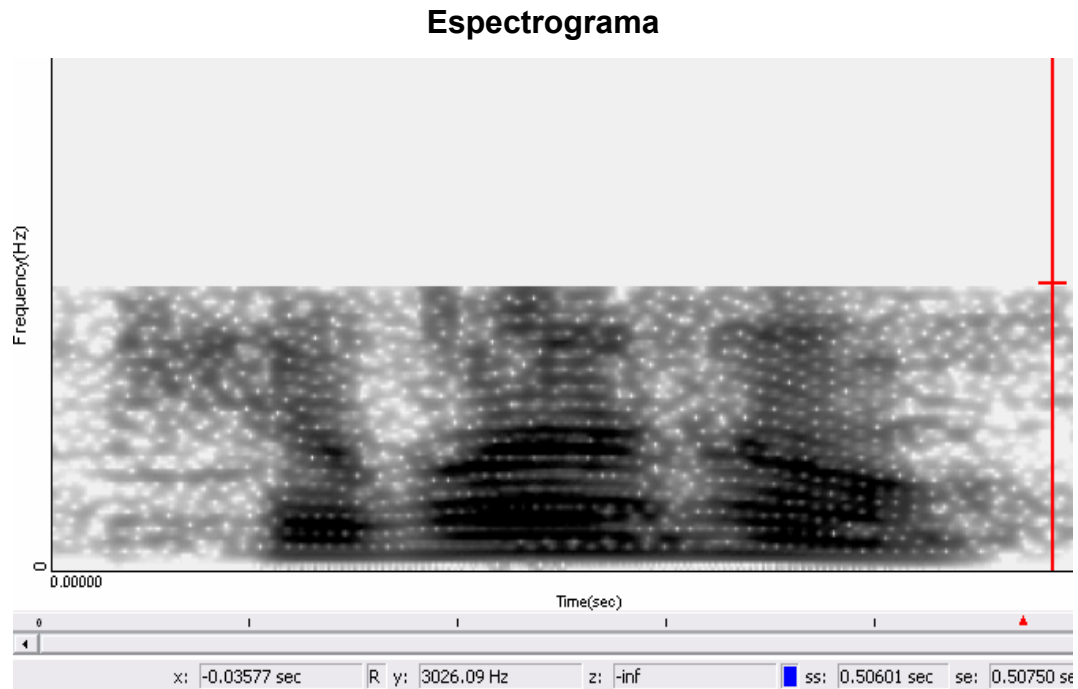 Espectrograma
Frequency(Hz)
0
0.00000
Time(sec)
0
x: -0.03577 sec R y: 3026.09 Hz z: -inf ss: 0.50601 sec se: 0.50750 se